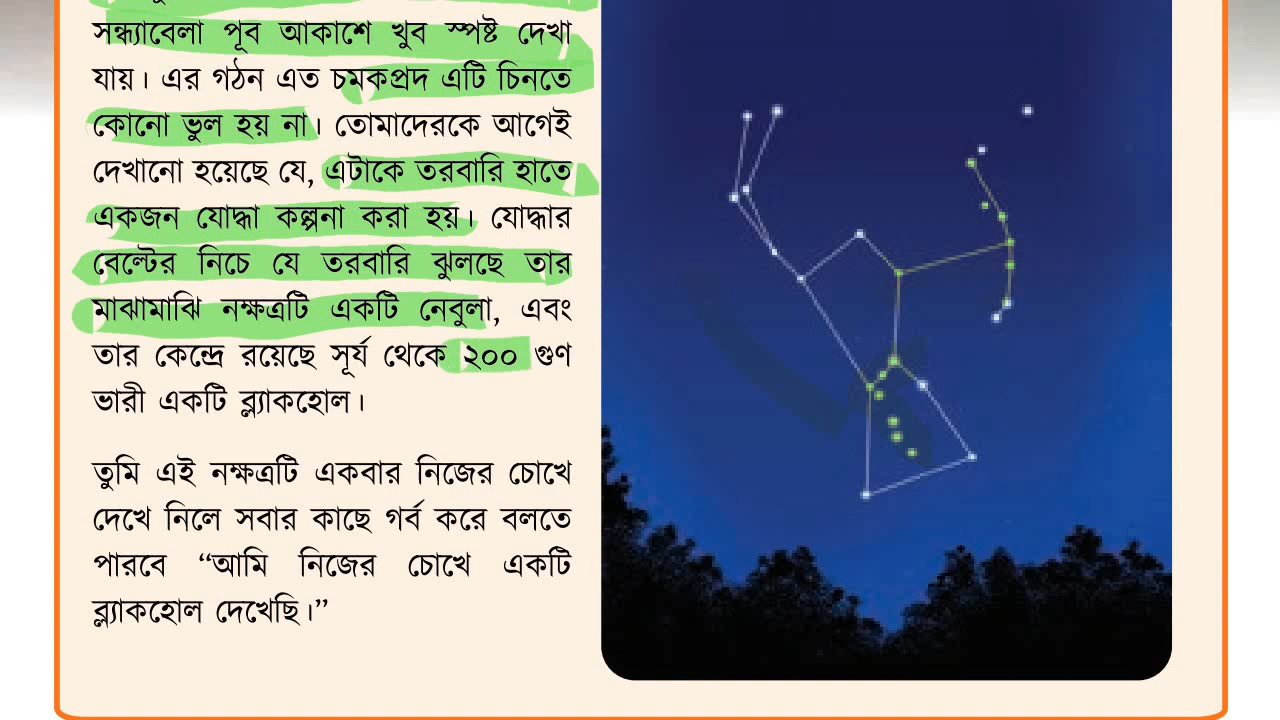 সন্ধ্যাবেলা পূব আকাশে খুব স্পষ্ট দেখা
যায়। এর গঠন এত চমকপ্রদ এটি চিনতে
কোনো ভুল হয় না। তোমাদেরকে আগেই
দেখানো হয়েছে যে, এটাকে তরবারি হাতে
একজন যোদ্ধা কল্পনা করা হয়। যোদ্ধার
বেল্টের নিচে যে তরবারি ঝুলছে তার
মাঝামাঝি নক্ষত্রটি একটি নেবুলা, এবং
তার কেন্দ্রে রয়েছে সূর্য থেকে ২০০ গুণ
ভারী একটি ব্ল্যাকহোল।
তুমি এই নক্ষত্রটি একবার নিজের চোখে
দেখে নিলে সবার কাছে গর্ব করে বলতে
পারবে “আমি নিজের চোখে একটি
ব্ল্যাকহোল দেখেছি।”